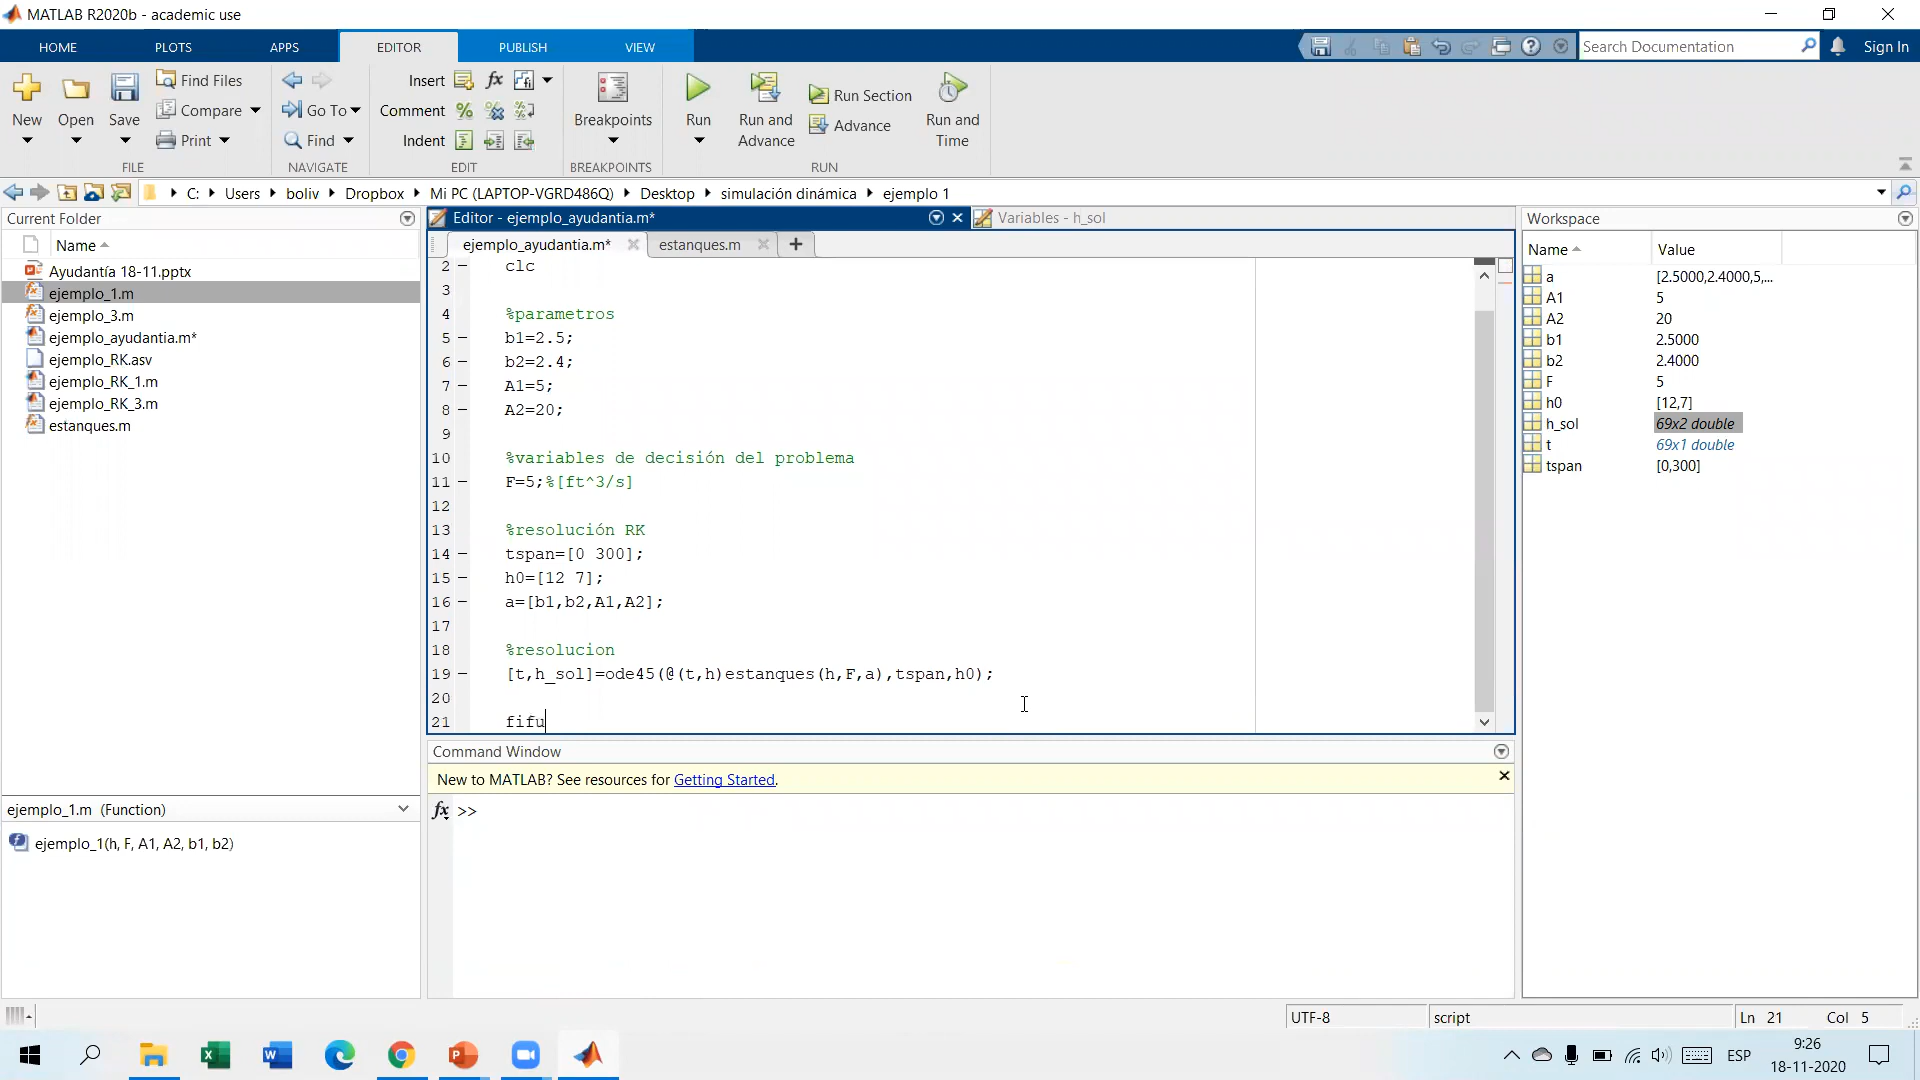 MATLAB R2020b - academic use
HOME PLOTS APPS EDITOR PUBLISH VIEW
Search Documentation
Sign In
New
Open
Save
Find Files
Compare
Print
FILE
Go To
Find
NAVIGATE
Insert
Comment
Indent
fx
EDIT
Breakpoints
BREAKPOINTS
Run
Run and
Advance
Run Section
Advance
Run and
Time
RUN
C: Users boliv Dropbox Mi PC (LAPTOP-VGRD486Q) Desktop simulación dinámica ejemplo 1
Current Folder
Name
Ayudantía 18-11.pptx
ejemplo_1.m
ejemplo_3.m
ejemplo_ayudantia.m*
ejemplo_RK.asv
ejemplo_RK_1.m
ejemplo_RK_3.m
estanques.m
ejemplo_1.m (Function)
ejemplo_1(h, F, A1, A2, b1, b2)
Editor - ejemplo_ayudantia.m*
Variables - h_sol
ejemplo_ayudantia.m*
estanques.m
2 clc
3
4 %parametros
5 b1=2.5;
6 b2=2.4;
7 A1=5;
8 A2=20;
9
10 %variables de decisión del problema
11 F=5;%[ft^3/s]
12
13 %resolución RK
14 tspan=[0 300];
15 h0=[12 7];
16 a=[b1,b2,A1,A2];
17
18 %resolucion
19 [t,h_sol]=ode45(@(t,h)estanques(h,F,a),tspan,h0);
20
21 fifu
Command Window
New to MATLAB? See resources for Getting Started.
fx >>
Workspace
Name Value
a [2.5000,2.4000,5,...
A1 5
A2 20
b1 2.5000
b2 2.4000
F 5
h0 [12,7]
h_sol 69x2 double
t 69x1 double
tspan [0,300]
UTF-8
script
Ln 21 Col 5
ESP
9:26
18-11-2020